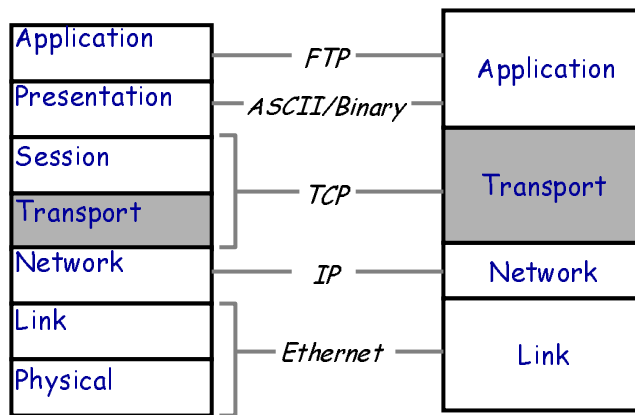 Application
Presentation
Session
Transport
Network
Link
Physical
FTP
ASCII/Binary
TCP
IP
Ethernet
Application
Transport
Network
Link